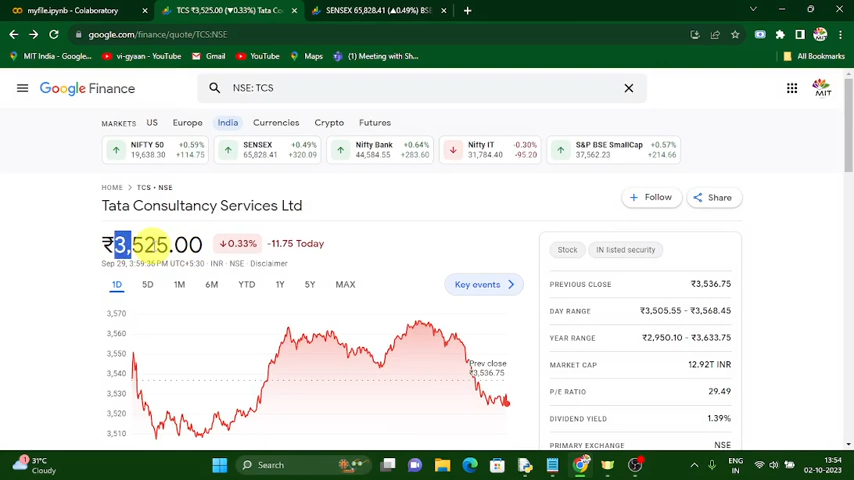 myfile.ipynb - Colaboratory
TCS ₹3,525.00 (▼0.33%) Tata Co
SENSEX 65,828.41 (▲0.49%) BSE
google.com/finance/quote/TCS:NSE
MIT India - Google...
vi-gyaan - YouTube
Gmail
YouTube
Maps
(1) Meeting with Sh...
All Bookmarks
Google Finance
NSE: TCS
MIT
MARKETS
US
Europe
India
Currencies
Crypto
Futures
NIFTY 50 +0.59%
19,638.30 +114.75
SENSEX +0.49%
65,828.41 +320.09
Nifty Bank +0.64%
44,584.55 +283.60
Nifty IT -0.30%
31,784.40 -95.20
S&P BSE SmallCap +0.57%
37,562.23 +214.66
HOME > TCS • NSE
Follow
Share
Tata Consultancy Services Ltd
₹3,525.00
↓0.33%
-11.75 Today
Sep 29, 3:59:36 PM UTC+5:30 · INR · NSE · Disclaimer
1D
5D
1M
6M
YTD
1Y
5Y
MAX
Key events
3,570
3,560
3,550
3,540
3,530
3,520
3,510
Prev close
₹3,536.75
Stock
IN listed security
PREVIOUS CLOSE ₹3,536.75
DAY RANGE ₹3,505.55 - ₹3,568.45
YEAR RANGE ₹2,950.10 - ₹3,633.75
MARKET CAP 12.92T INR
P/E RATIO 29.49
DIVIDEND YIELD 1.39%
PRIMARY EXCHANGE NSE
1
31°C
Cloudy
Search
ENG
IN
13:54
02-10-2023